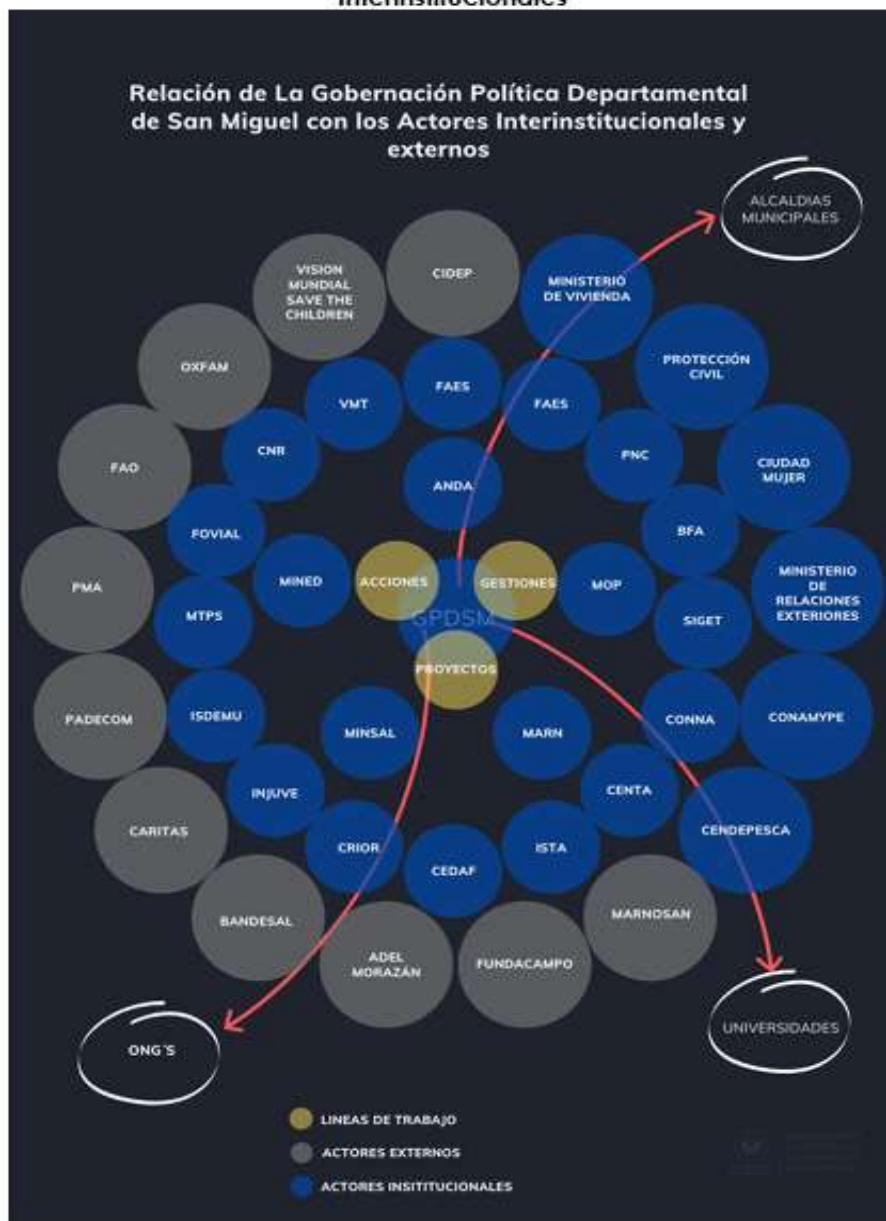 Interinstitucionales
Relación de La Gobernación Política Departamental
de San Miguel con los Actores Interinstitucionales y
externos
ALCALDIAS
MUNICIPALES
VISION
MUNDIAL
SAVE THE
CHILDREN
CIDEP
MINISTERIO
DE VIVIENDA
OXFAM
PROTECCIÓN
CIVIL
VMT
FAES
FAES
CNR
PNC
FAO
ANDA
CIUDAD
MUJER
FOVIAL
BFA
PMA
MINED
ACCIONES
GESTIONES
MOP
MINISTERIO
DE
RELACIONES
EXTERIORES
MTPS
GPDSM
SIGET
PROYECTOS
PADECOM
ISDEMU
MINSAL
MARN
CONNA
CONAMYPE
INJUVE
CENTA
CARITAS
CRIOR
CEDAF
ISTA
CENDEPESCA
BANDESAL
MARNOSAN
ADEL
MORAZÁN
FUNDACAMPO
UNIVERSIDADES
ONG´S
LINEAS DE TRABAJO
ACTORES EXTERNOS
ACTORES INSITITUCIONALES